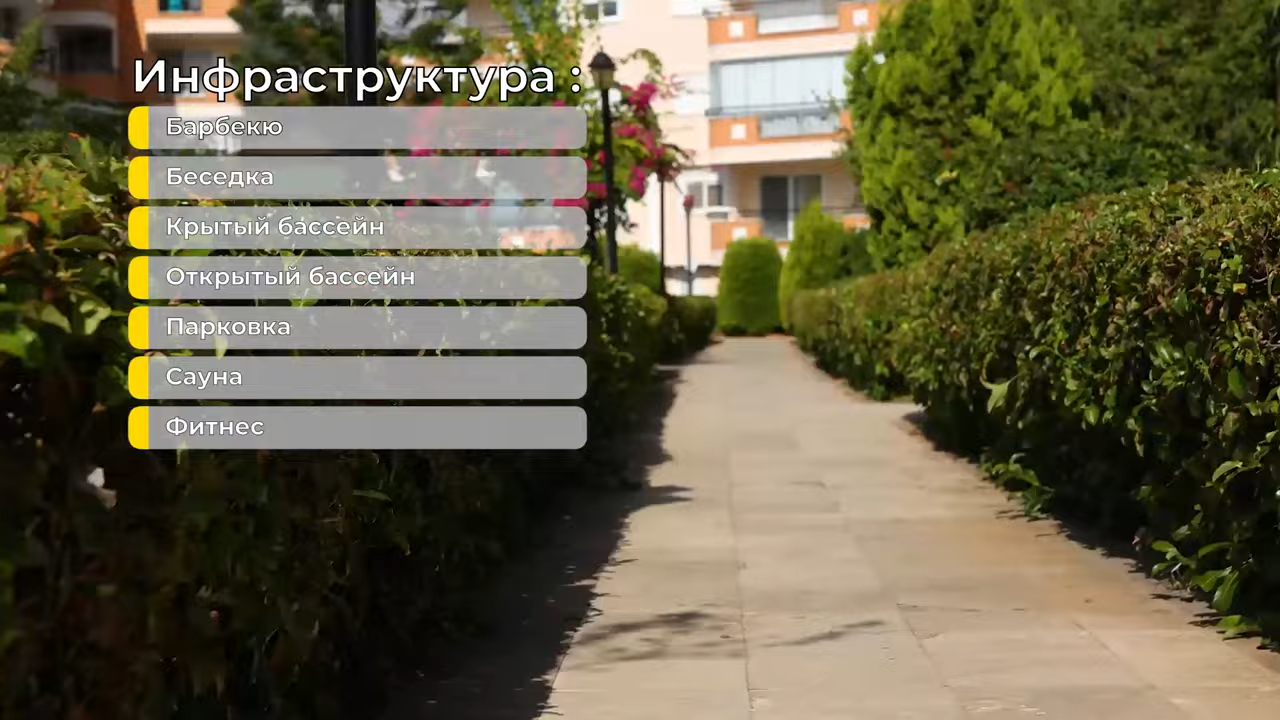 Инфраструктура :
Барбекю
Беседка
Крытый бассейн
Открытый бассейн
Парковка
Сауна
Фитнес